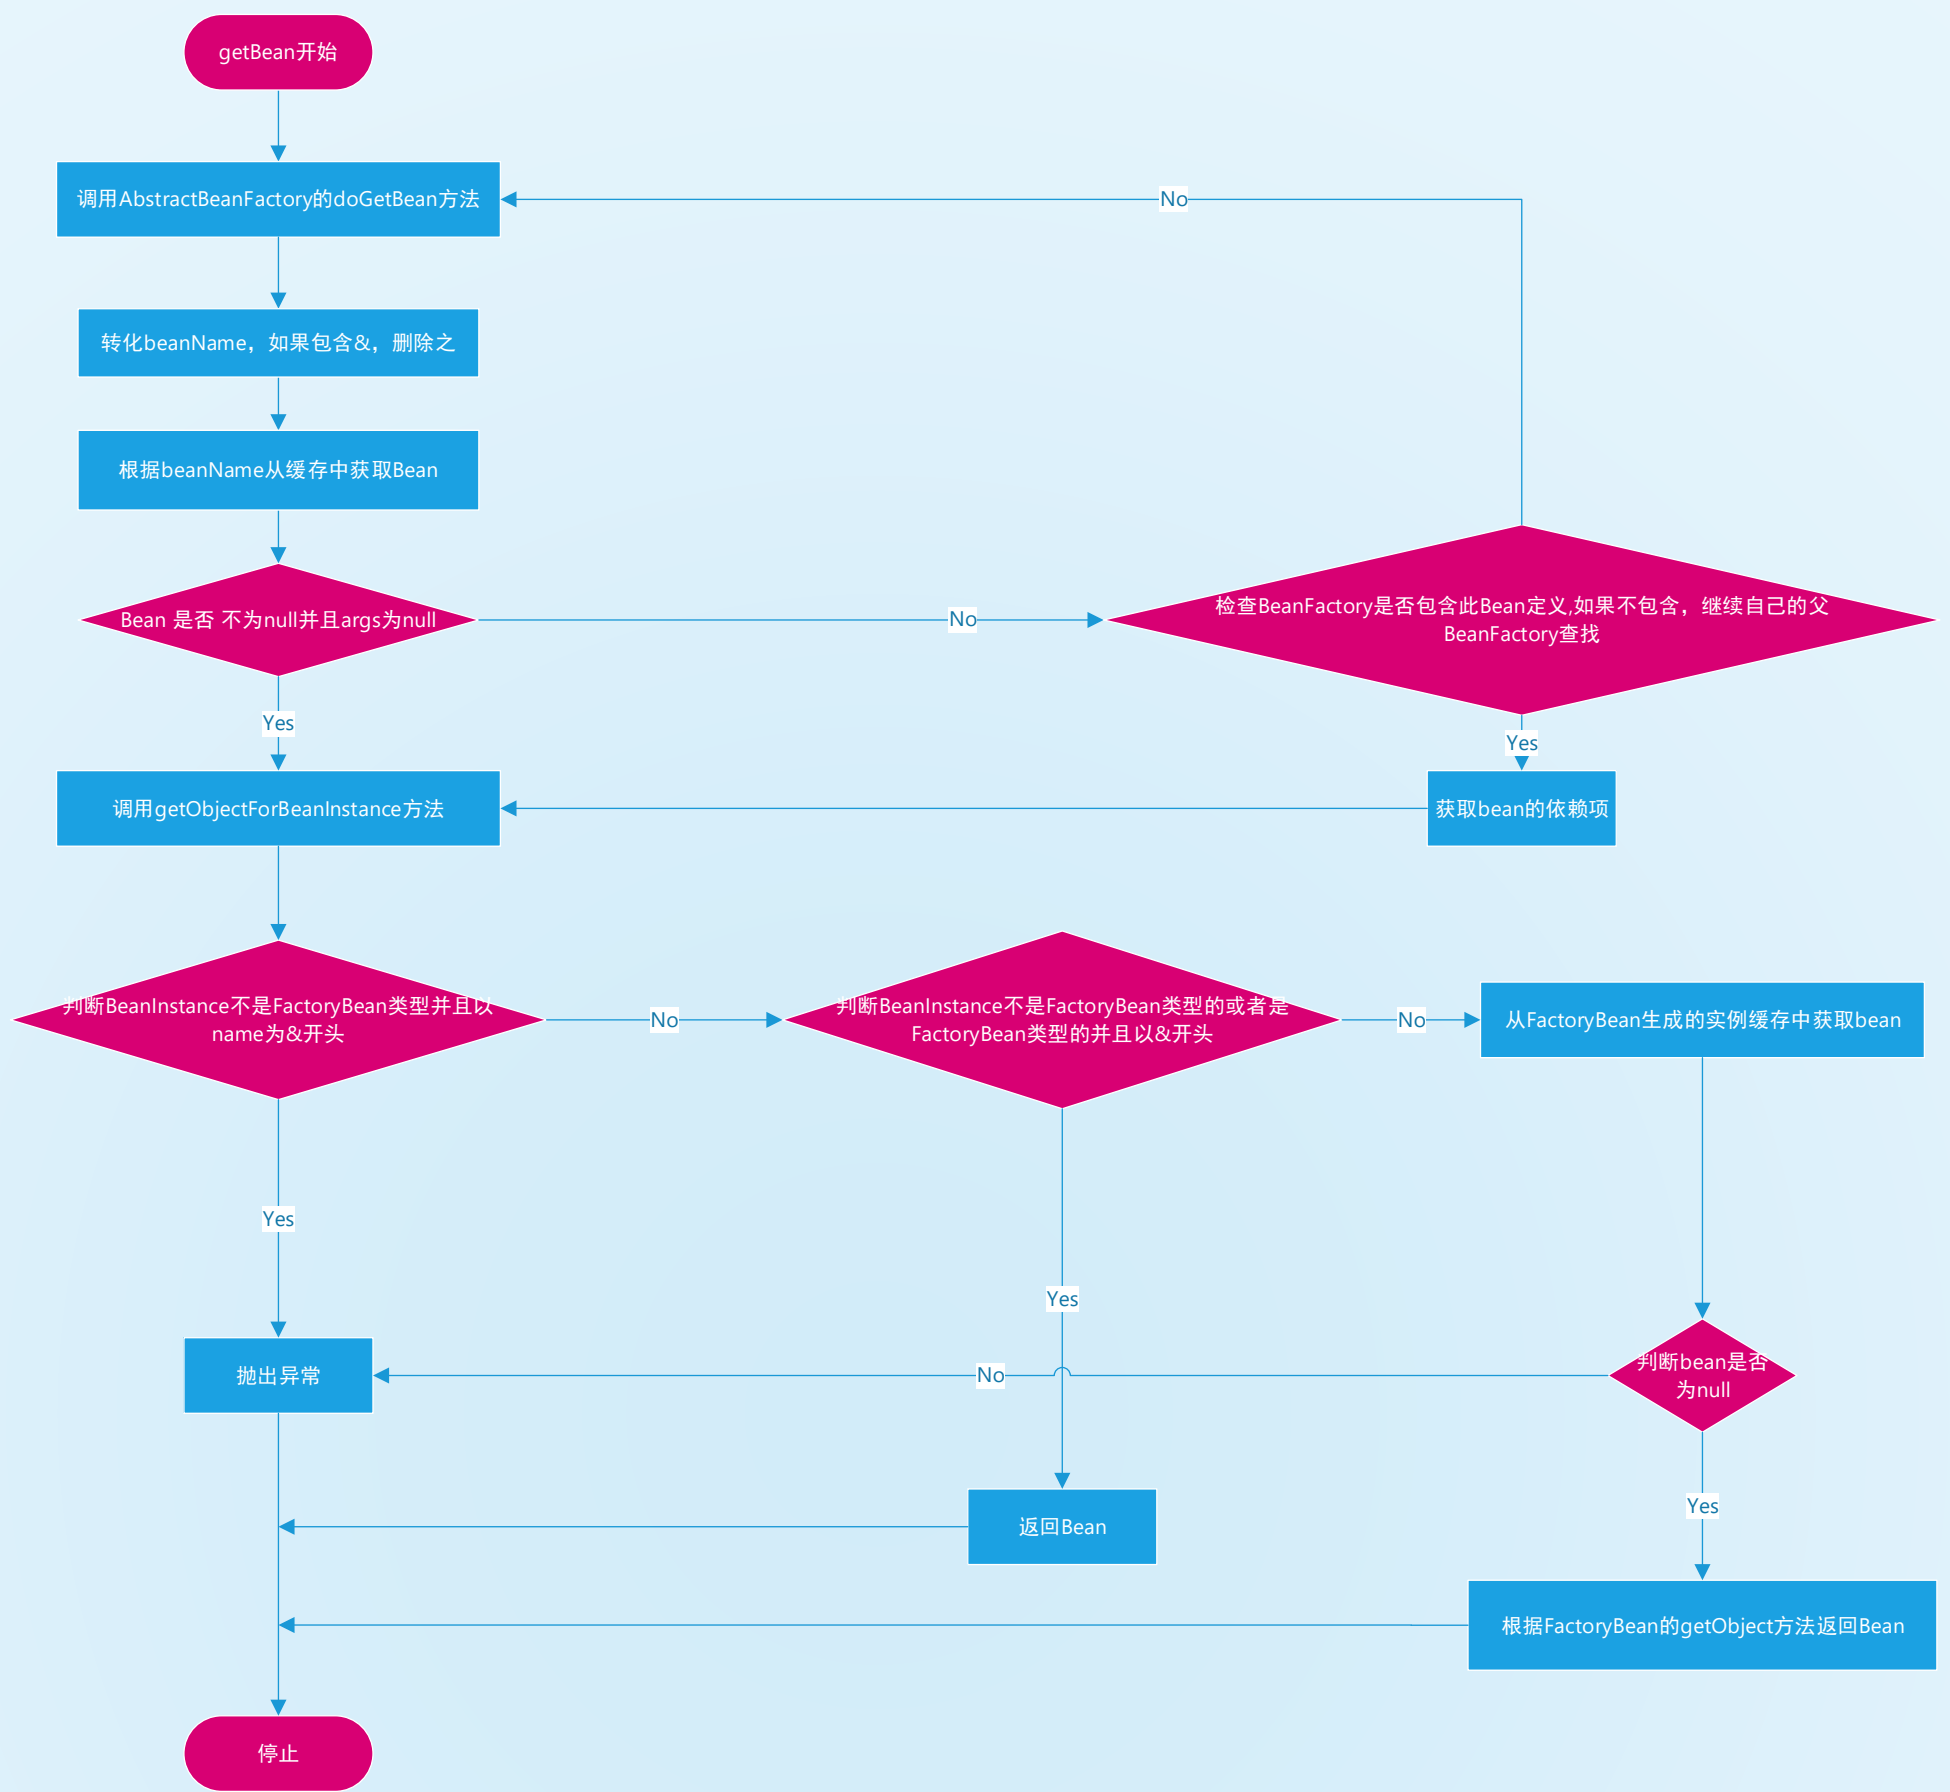 getBean开始
调用AbstractBeanFactory的doGetBean方法
No
转化beanName，如果包含&，删除之
根据beanName从缓存中获取Bean
Bean 是否 不为null并且args为null
No
检查BeanFactory是否包含此Bean定义,如果不包含，继续自己的父
BeanFactory查找
Yes
Yes
调用getObjectForBeanInstance方法
获取bean的依赖项
判断BeanInstance不是FactoryBean类型并且以
name为&开头
No
判断BeanInstance不是FactoryBean类型的或者是
FactoryBean类型的并且以&开头
No
从FactoryBean生成的实例缓存中获取bean
Yes
Yes
抛出异常
No
判断bean是否
为null
Yes
返回Bean
根据FactoryBean的getObject方法返回Bean
停止